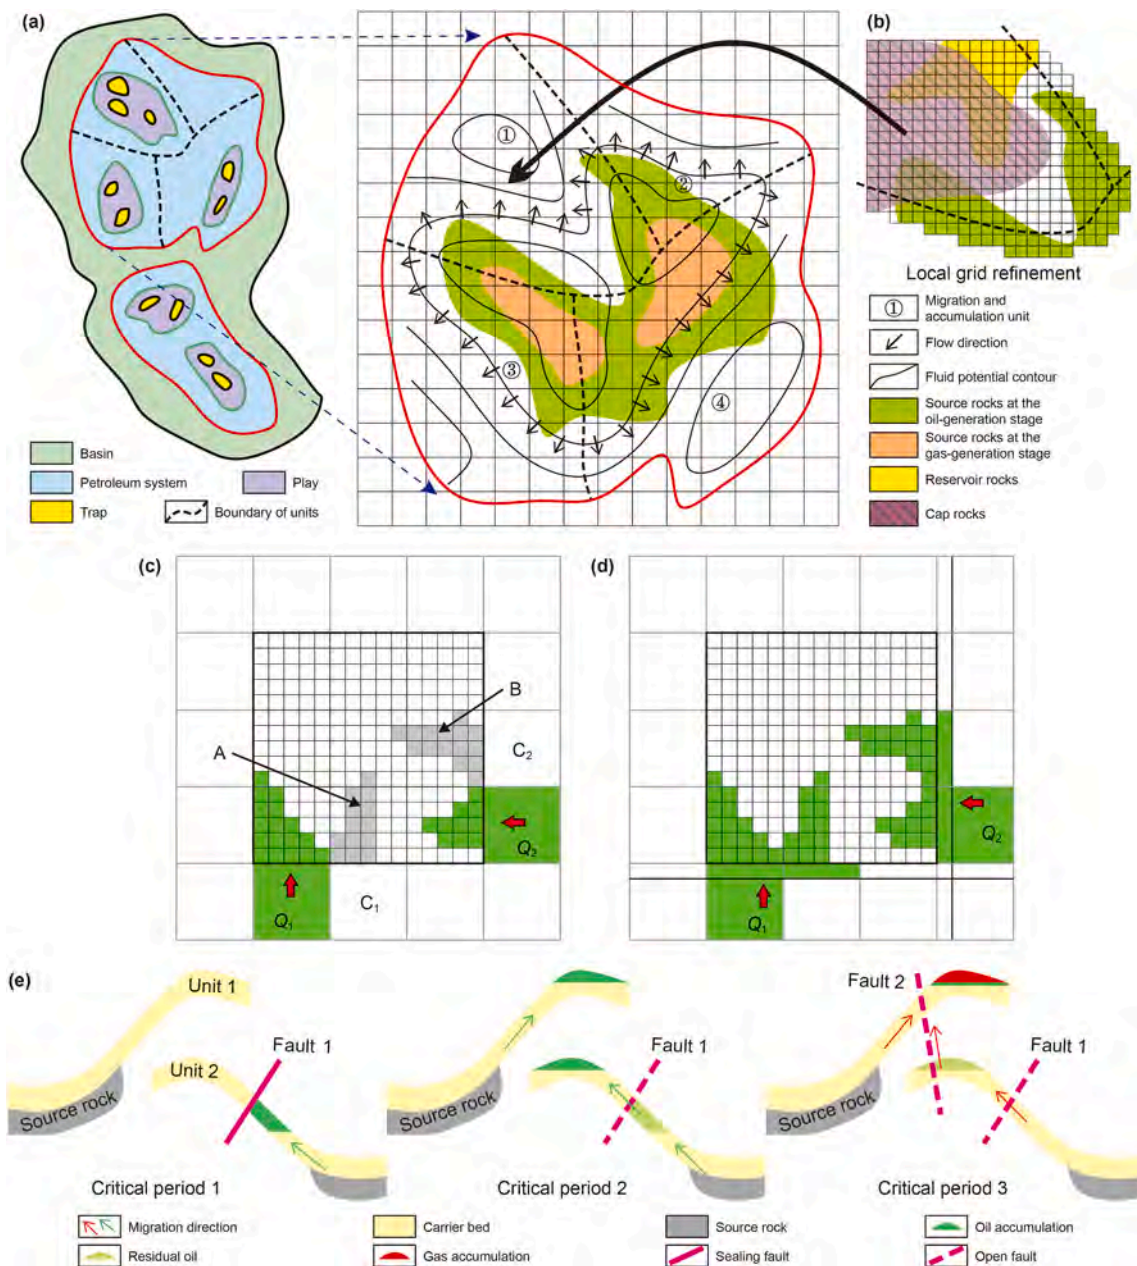 (a)
(b)
①
②
③
④
Basin
Petroleum system
Play
Trap
Boundary of units
Local grid refinement
① Migration and
accumulation unit
Flow direction
Fluid potential contour
Source rocks at the
oil-generation stage
Source rocks at the
gas-generation stage
Reservoir rocks
Cap rocks
(c)
(d)
B
A
C₂
Q₂
C₁
Q₁
Q₂
Q₁
(e)
Unit 1
Fault 1
Unit 2
Source rock
Critical period 1
Fault 1
Critical period 2
Fault 2
Fault 1
Source rock
Critical period 3
Migration direction
Carrier bed
Source rock
Oil accumulation
Residual oil
Gas accumulation
Sealing fault
Open fault